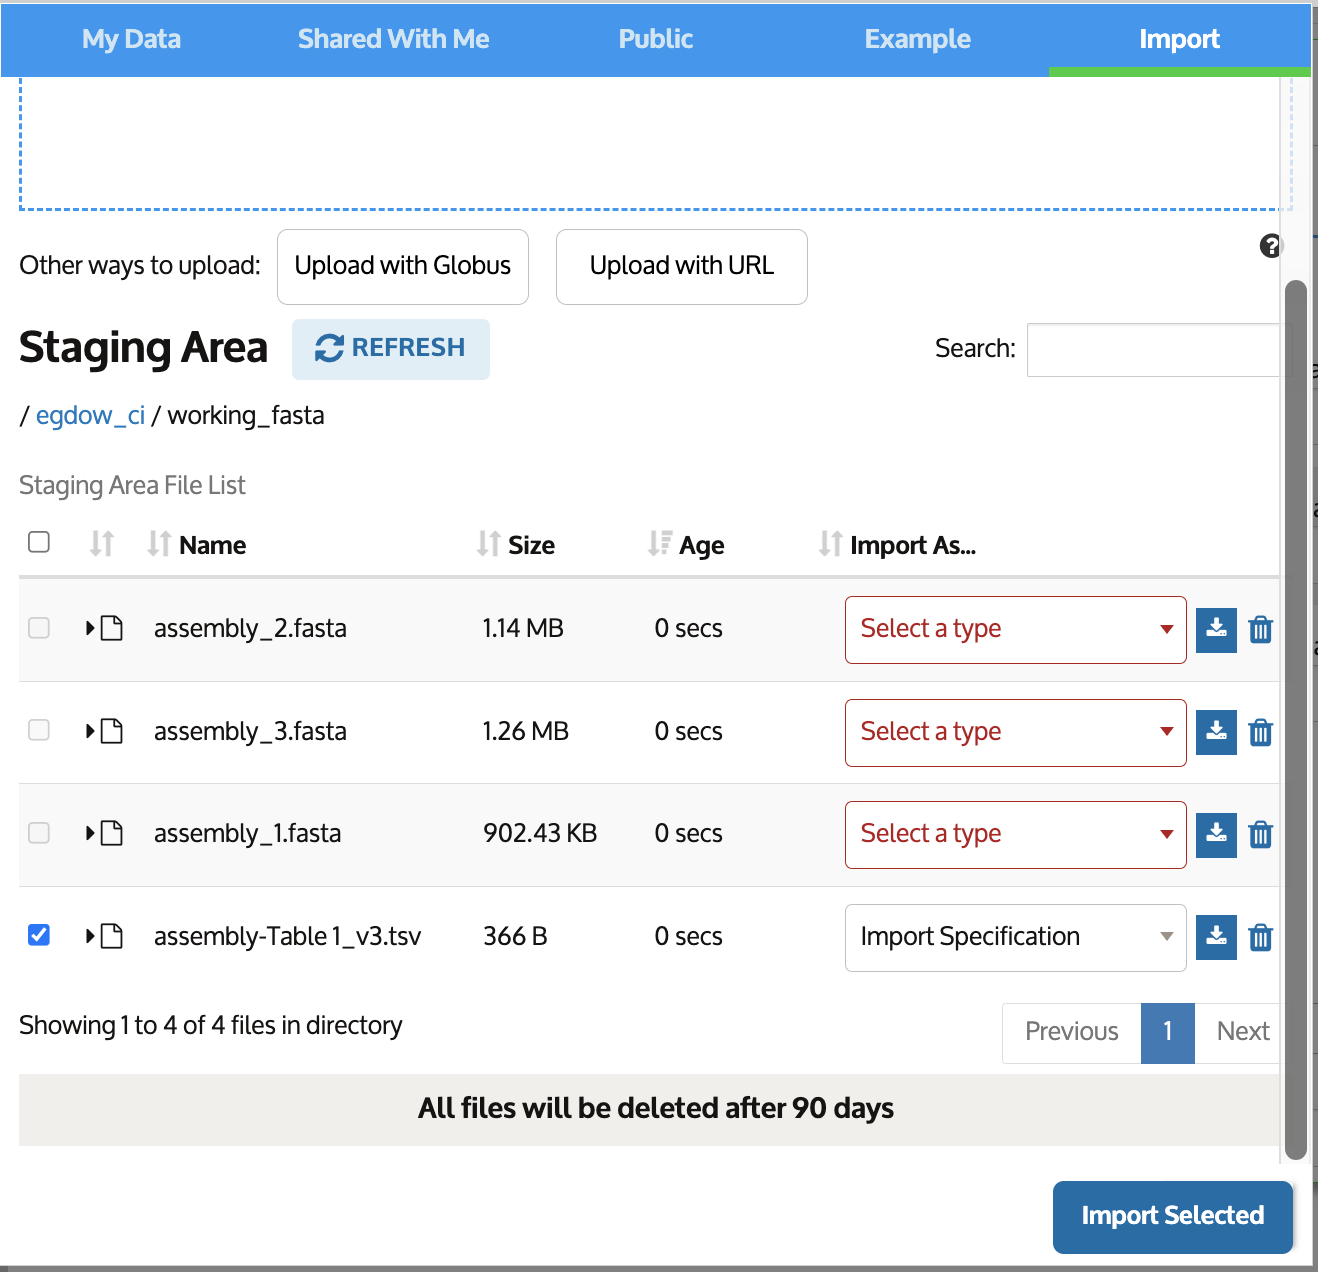 My Data Shared With Me Public Example Import
Other ways to upload: Upload with Globus Upload with URL
Staging Area REFRESH Search:
/ egdow_ci / working_fasta
Staging Area File List
Name Size Age Import As...
assembly_2.fasta 1.14 MB 0 secs Select a type
assembly_3.fasta 1.26 MB 0 secs Select a type
assembly_1.fasta 902.43 KB 0 secs Select a type
assembly-Table 1_v3.tsv 366 B 0 secs Import Specification
Showing 1 to 4 of 4 files in directory
Previous 1 Next
All files will be deleted after 90 days
Import Selected